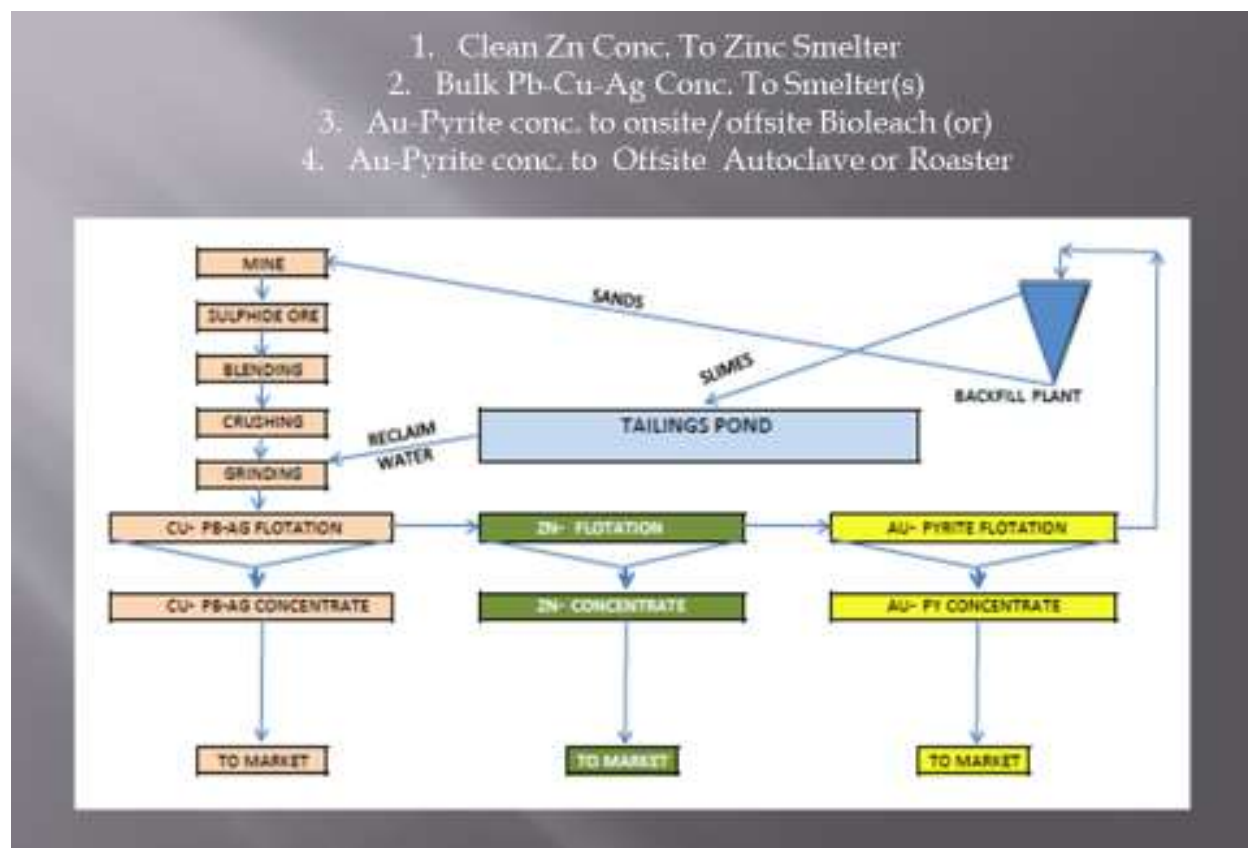 1. Clean Zn Conc. To Zinc Smelter
2. Bulk Pb-Cu-Ag Conc. To Smelter(s)
3. Au-Pyrite conc. to onsite/offsite Bioleach (or)
4. Au-Pyrite conc. to Offsite Autoclave or Roaster
MINE
SULPHIDE ORE
BLENDING
CRUSHING
GRINDING
SANDS
SLIMES
BACKFILL PLANT
TAILINGS POND
RECLAIM
WATER
CU- PB-AG FLOTATION
ZN- FLOTATION
AU- PYRITE FLOTATION
CU- PB-AG CONCENTRATE
ZN- CONCENTRATE
AU- PY CONCENTRATE
TO MARKET
TO MARKET
TO MARKET